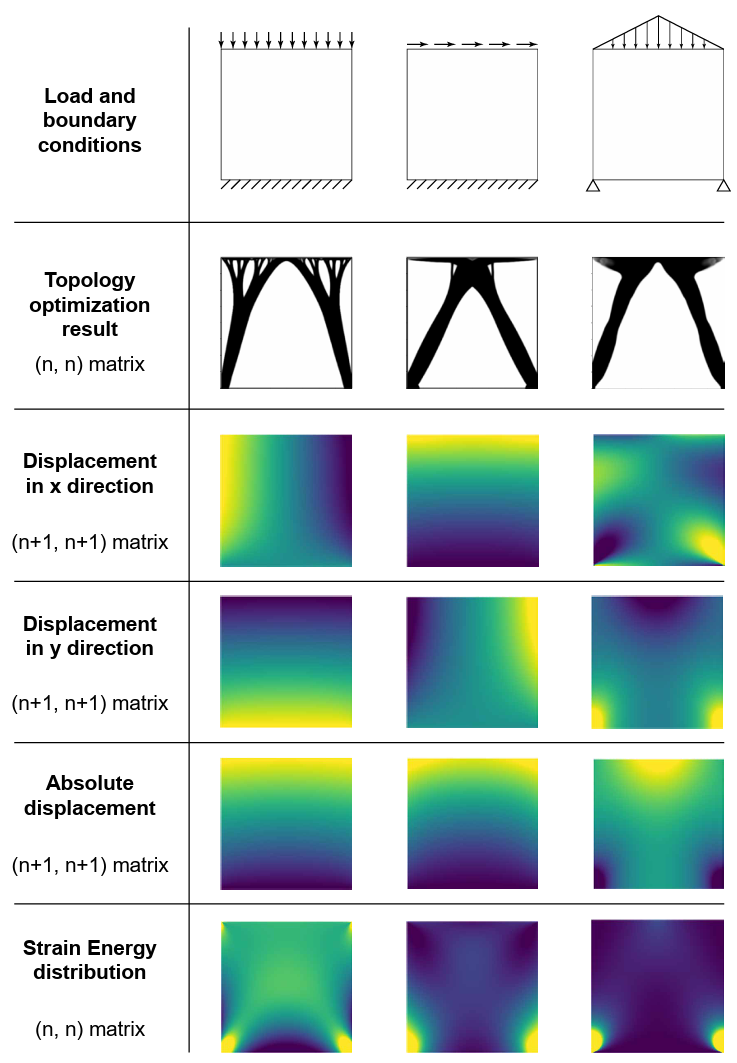 Load and
boundary
conditions
Topology
optimization
result
(n, n) matrix
Displacement
in x direction
(n+1, n+1) matrix
Displacement
in y direction
(n+1, n+1) matrix
Absolute
displacement
(n+1, n+1) matrix
Strain Energy
distribution
(n, n) matrix